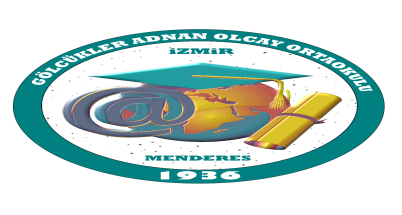 GÖLCÜKLER ADNAN OLCAY ORTAOKULU
İZMİR
@
MENDERES
1936